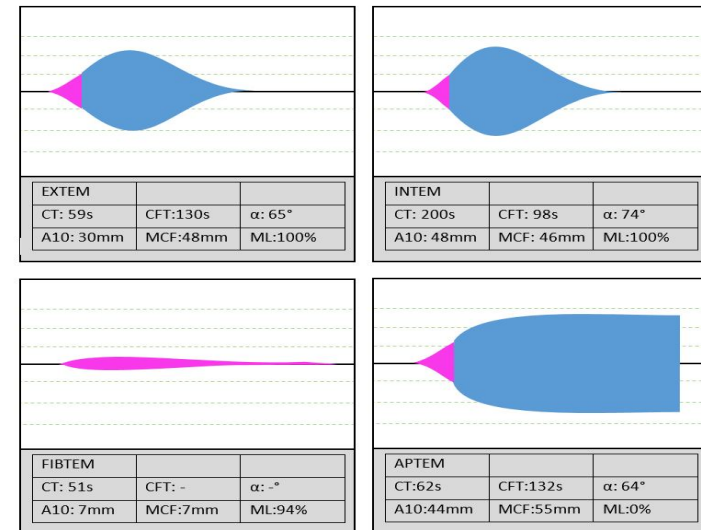 EXTEM
CT: 59s CFT:130s α: 65°
A10: 30mm MCF:48mm ML:100%
INTEM
CT: 200s CFT: 98s α: 74°
A10: 48mm MCF: 46mm ML:100%
FIBTEM
CT: 51s CFT: - α: -°
A10: 7mm MCF:7mm ML:94%
APTEM
CT:62s CFT:132s α: 64°
A10:44mm MCF:55mm ML:0%